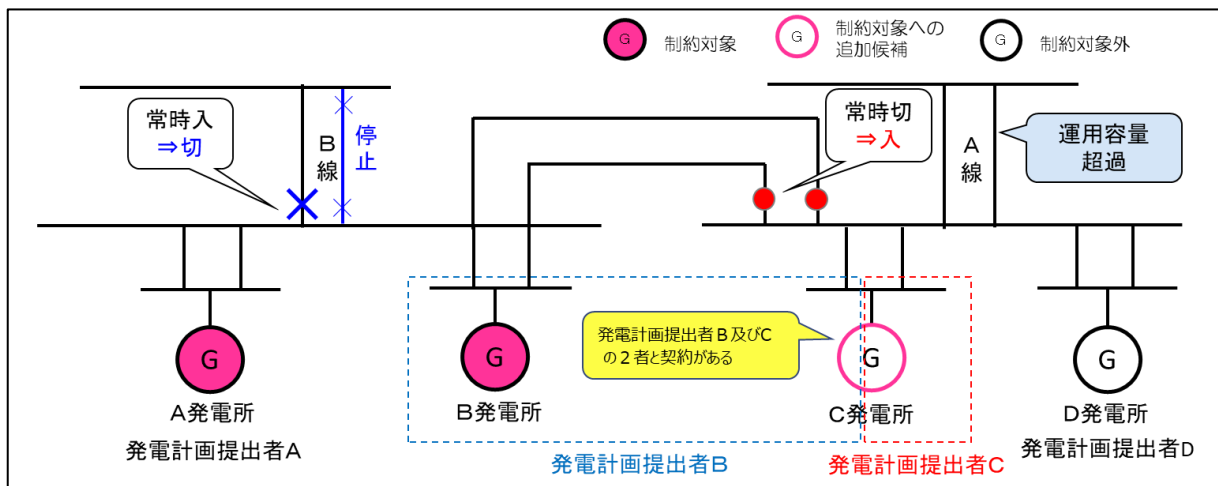 G
制約対象
G
制約対象への
追加候補
G
制約対象外
常時入
⇒切
B線
停止
常時切
⇒入
A線
運用容量
超過
発電計画提出者B及びC
の2者と契約がある
G
A発電所
発電計画提出者A
G
B発電所
発電計画提出者B
G
C発電所
発電計画提出者C
G
D発電所
発電計画提出者D